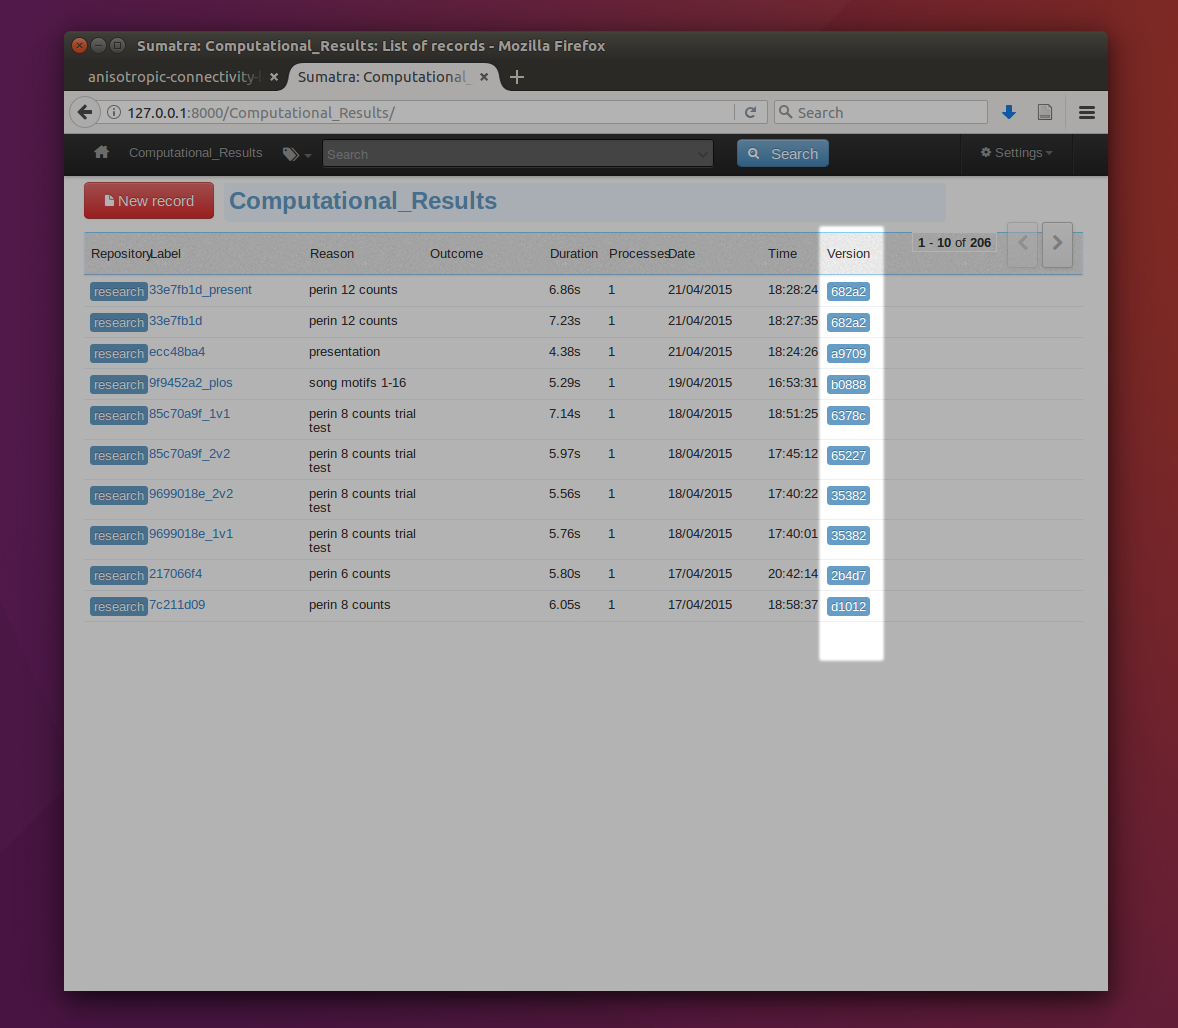 Sumatra: Computational_Results: List of records - Mozilla Firefox
anisotropic-connectivity- Sumatra: Computational_
127.0.0.1:8000/Computational_Results/ Search
Computational_Results Search Search Settings
New record Computational_Results
1 - 10 of 206
Repository Label Reason Outcome Duration Processes Date Time Version
research 33e7fb1d_present perin 12 counts 6.86s 1 21/04/2015 18:28:24 682a2
research 33e7fb1d perin 12 counts 7.23s 1 21/04/2015 18:27:35 682a2
research ecc48ba4 presentation 4.38s 1 21/04/2015 18:24:26 a9709
research 9f9452a2_plos song motifs 1-16 5.29s 1 19/04/2015 16:53:31 b0888
research 85c70a9f_1v1 perin 8 counts trial 7.14s 1 18/04/2015 18:51:25 6378c
test
research 85c70a9f_2v2 perin 8 counts trial 5.97s 1 18/04/2015 17:45:12 65227
test
research 9699018e_2v2 perin 8 counts trial 5.56s 1 18/04/2015 17:40:22 35382
test
research 9699018e_1v1 perin 8 counts trial 5.76s 1 18/04/2015 17:40:01 35382
test
research 217066f4 perin 6 counts 5.80s 1 17/04/2015 20:42:14 2b4d7
research 7c211d09 perin 8 counts 6.05s 1 17/04/2015 18:58:37 d1012